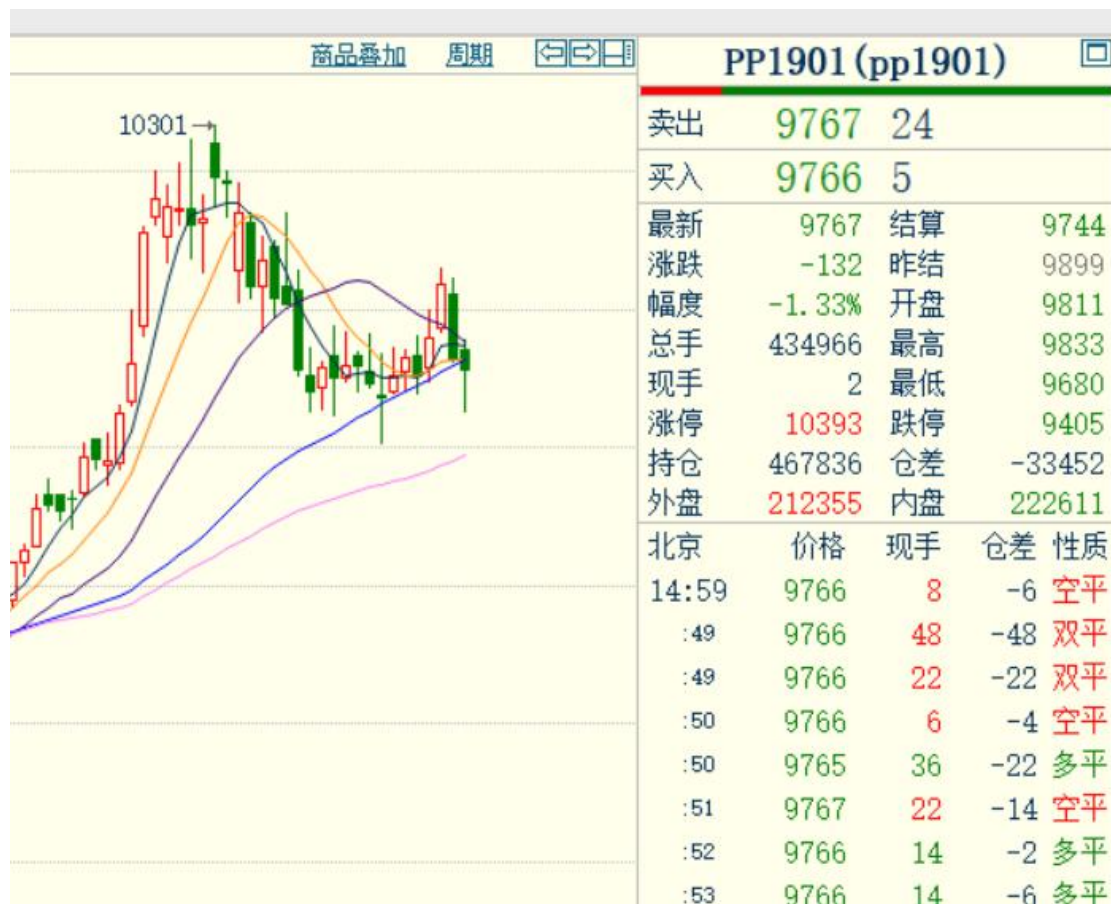 商品叠加 周期
PP1901(pp1901)
10301
卖出 9767 24
买入 9766 5
最新 9767 结算 9744
涨跌 -132 昨结 9899
幅度 -1.33% 开盘 9811
总手 434966 最高 9833
现手 2 最低 9680
涨停 10393 跌停 9405
持仓 467836 仓差 -33452
外盘 212355 内盘 222611
北京 价格 现手 仓差 性质
14:59 9766 8 -6 空平
:49 9766 48 -48 双平
:49 9766 22 -22 双平
:50 9766 6 -4 空平
:50 9765 36 -22 多平
:51 9767 22 -14 空平
:52 9766 14 -2 多平
:53 9766 14 -6 多平